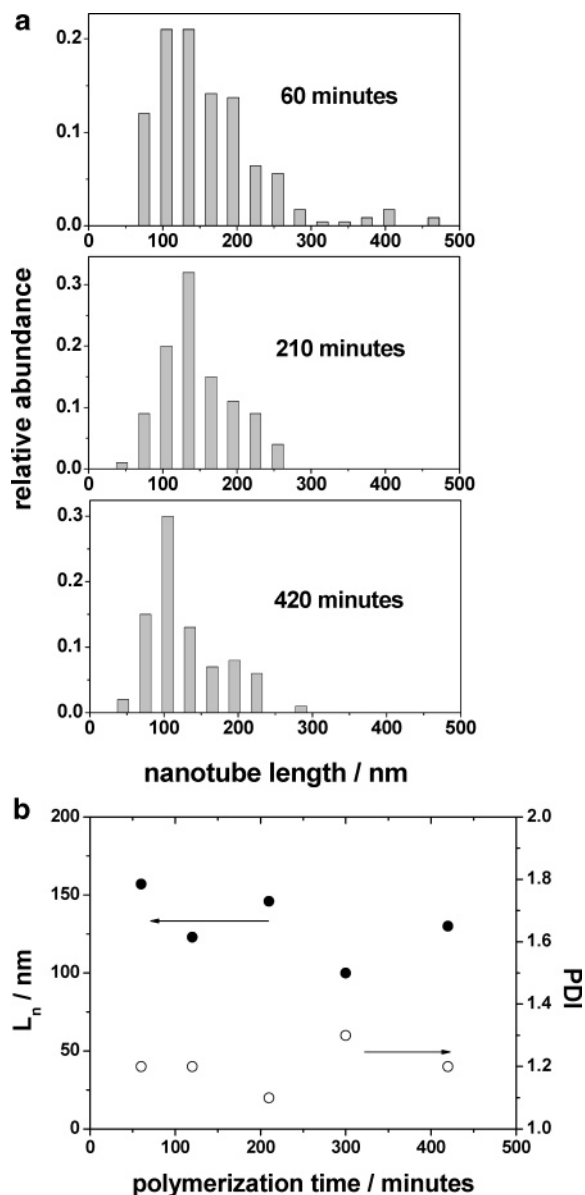 a
0.2
0.1
0.0
60 minutes
0 100 200 300 400 500
0.3
0.2
0.1
0.0
210 minutes
0 100 200 300 400 500
0.3
0.2
0.1
0.0
420 minutes
0 100 200 300 400 500
relative abundance
nanotube length / nm
b
200
150
100
50
0
Ln / nm
2.0
1.8
1.6
1.4
1.2
1.0
PDI
0 100 200 300 400 500
polymerization time / minutes